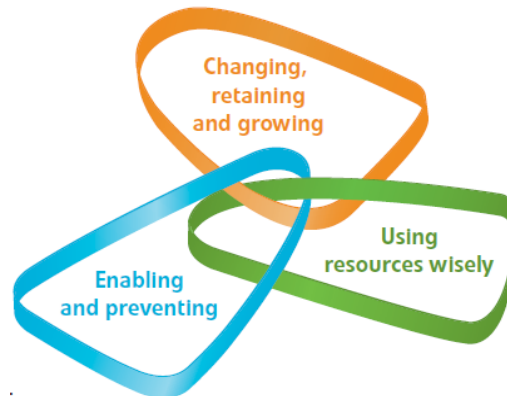 Changing,
retaining
and growing
Using
resources wisely
Enabling
and preventing